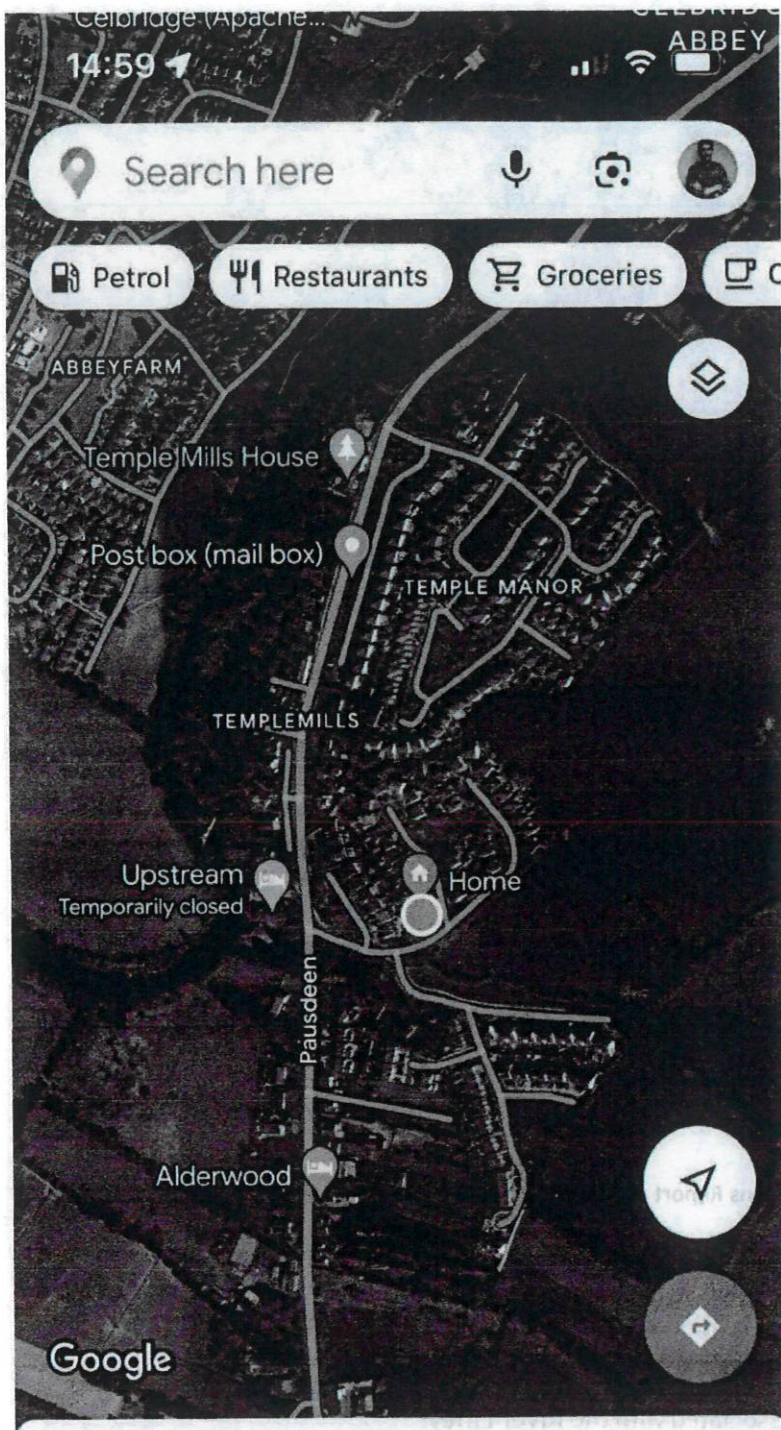 Celbridge (Apache...
ABBEY
14:59
Search here
Petrol
Restaurants
Groceries
ABBEYFARM
Temple Mills House
Post box (mail box)
TEMPLE MANOR
TEMPLEMILLS
Upstream
Temporarily closed
Home
Pausdeen
Alderwood
Google